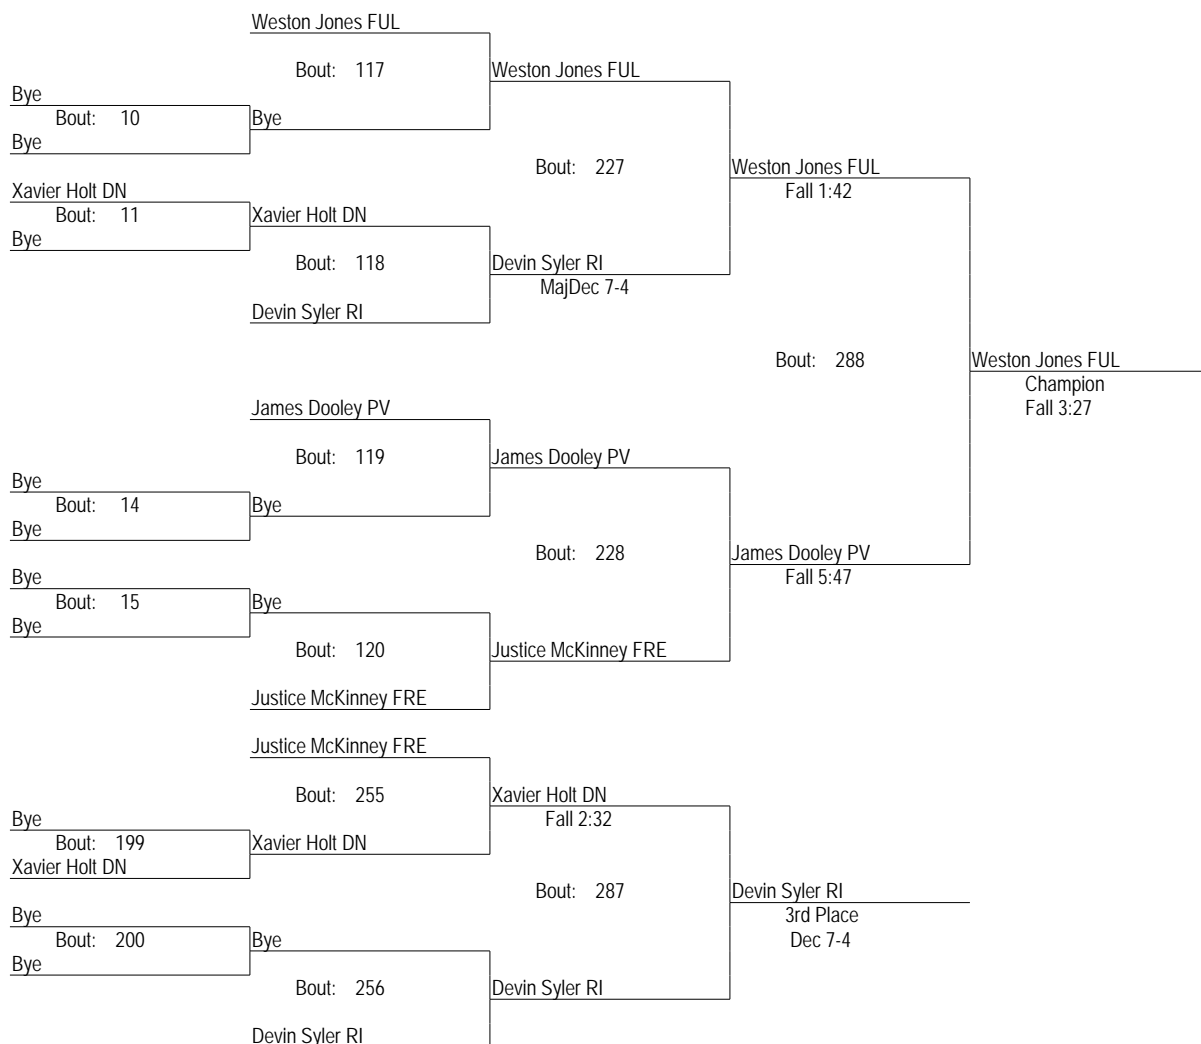 Weston Jones FUL
Bout: 117
Weston Jones FUL
Bye
Bout: 10
Bye
Bye
Bout: 227
Weston Jones FUL
Fall 1:42
Xavier Holt DN
Bout: 11
Xavier Holt DN
Bye
Bout: 118
Devin Syler RI
MajDec 7-4
Devin Syler RI
Bout: 288
Weston Jones FUL
Champion
Fall 3:27
James Dooley PV
Bout: 119
James Dooley PV
Bye
Bout: 14
Bye
Bye
Bout: 228
James Dooley PV
Fall 5:47
Bye
Bout: 15
Bye
Bye
Bout: 120
Justice McKinney FRE
Justice McKinney FRE
Justice McKinney FRE
Bout: 255
Xavier Holt DN
Fall 2:32
Bye
Bout: 199
Xavier Holt DN
Xavier Holt DN
Bout: 287
Devin Syler RI
3rd Place
Dec 7-4
Bye
Bout: 200
Bye
Bye
Bout: 256
Devin Syler RI
Devin Syler RI